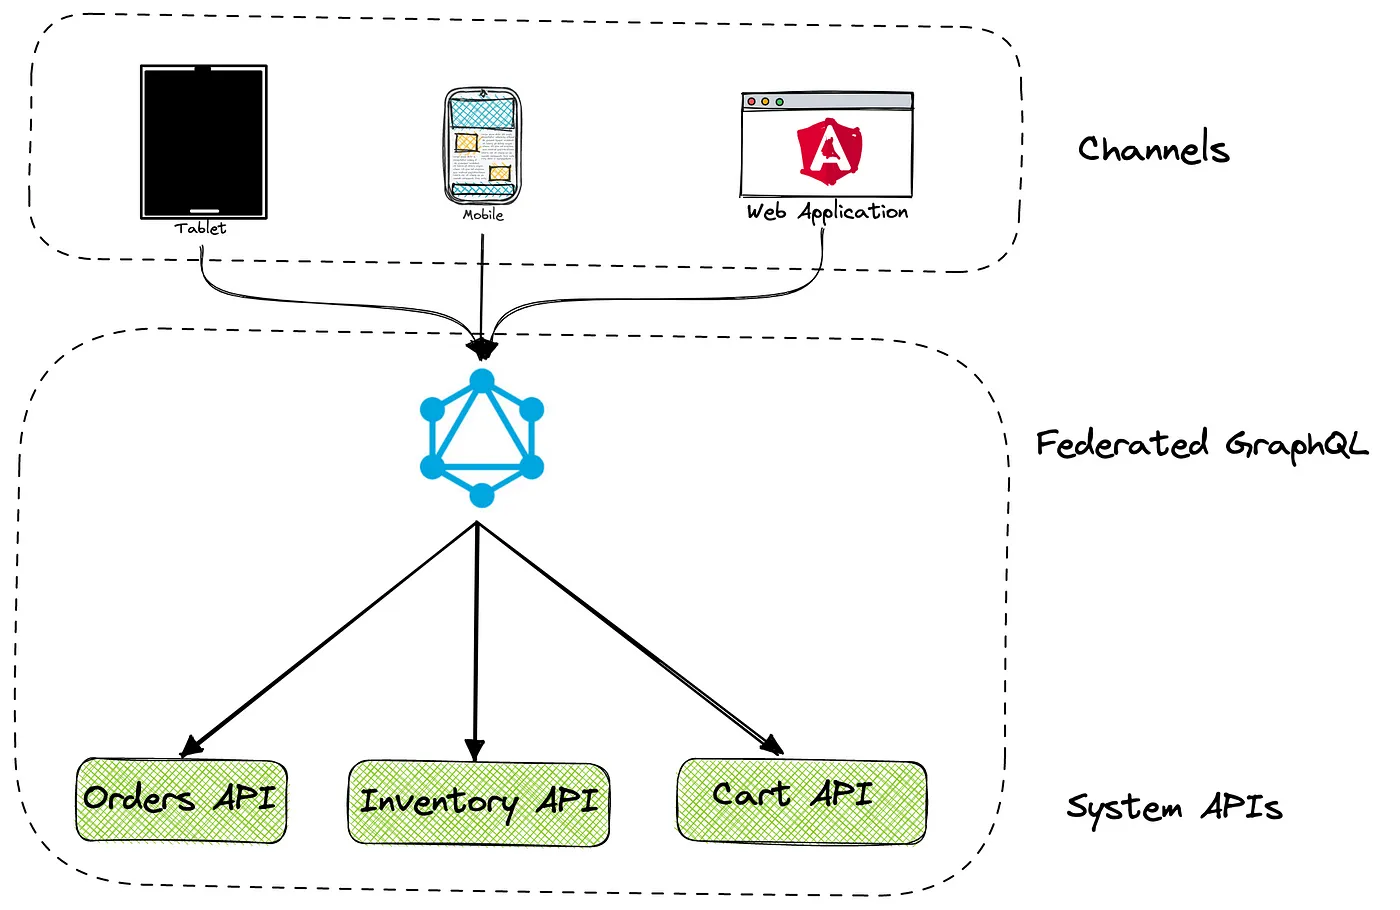 Channels
Tablet
Mobile
Web Application
A
Federated GraphQL
Orders API
Inventory API
Cart API
System APIs